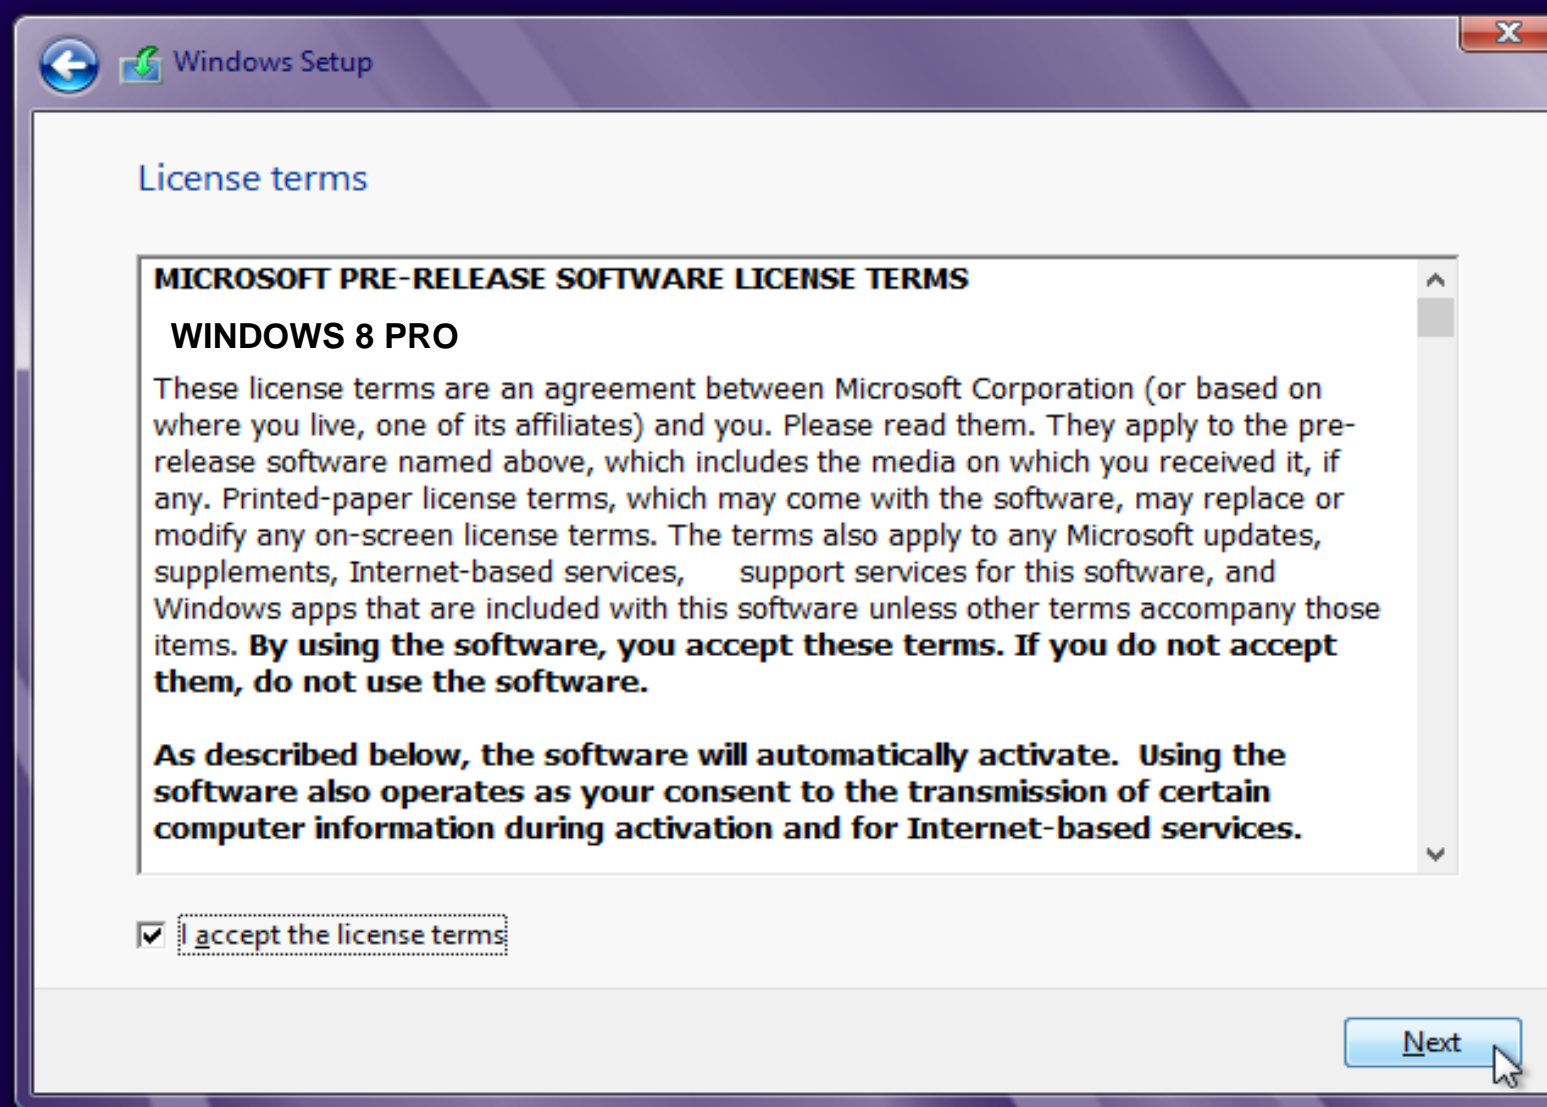 Windows Setup
License terms
MICROSOFT PRE-RELEASE SOFTWARE LICENSE TERMS
WINDOWS 8 PRO
These license terms are an agreement between Microsoft Corporation (or based on
where you live, one of its affiliates) and you. Please read them. They apply to the pre-
release software named above, which includes the media on which you received it, if
any. Printed-paper license terms, which may come with the software, may replace or
modify any on-screen license terms. The terms also apply to any Microsoft updates,
supplements, Internet-based services, support services for this software, and
Windows apps that are included with this software unless other terms accompany those
items. By using the software, you accept these terms. If you do not accept
them, do not use the software.
As described below, the software will automatically activate. Using the
software also operates as your consent to the transmission of certain
computer information during activation and for Internet-based services.
I accept the license terms
Next